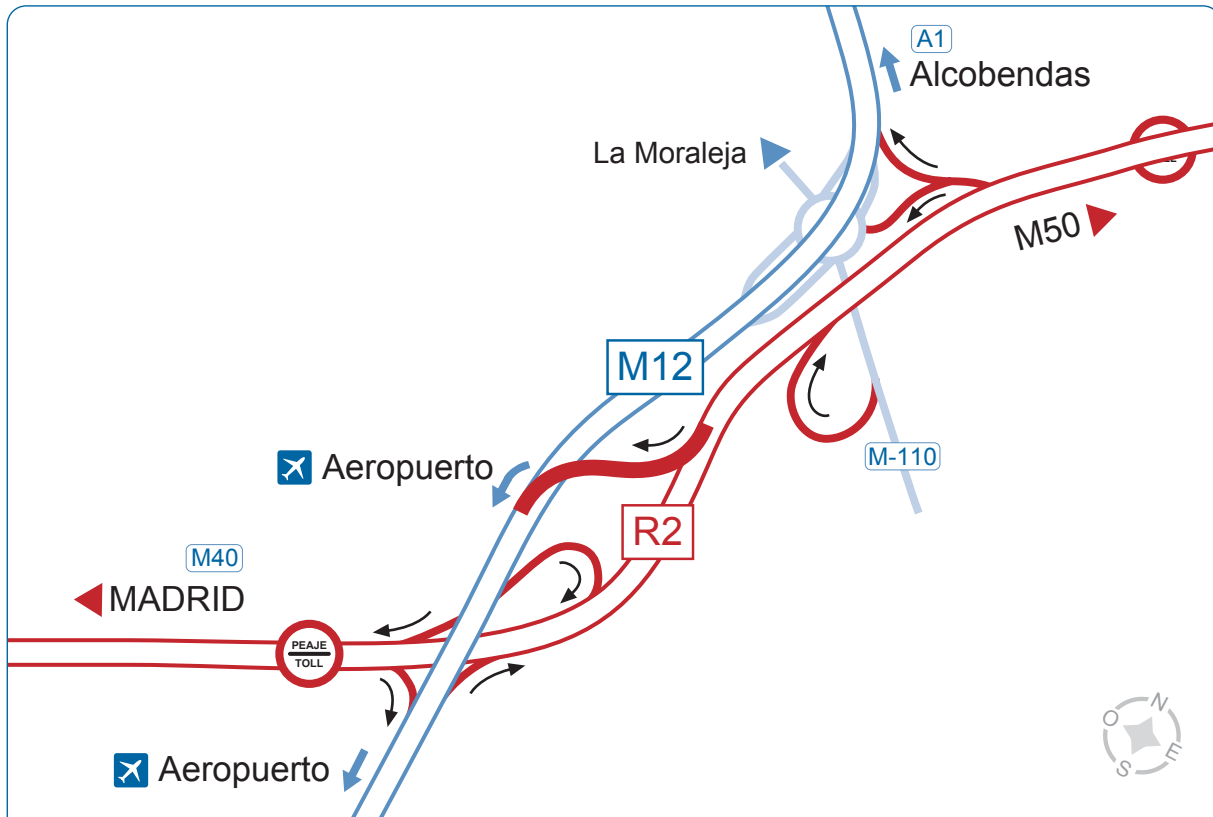 A1
Alcobendas
La Moraleja
M50
M12
M-110
Aeropuerto
R2
M40
MADRID
PEAJE
TOLL
Aeropuerto
N
O
E
S